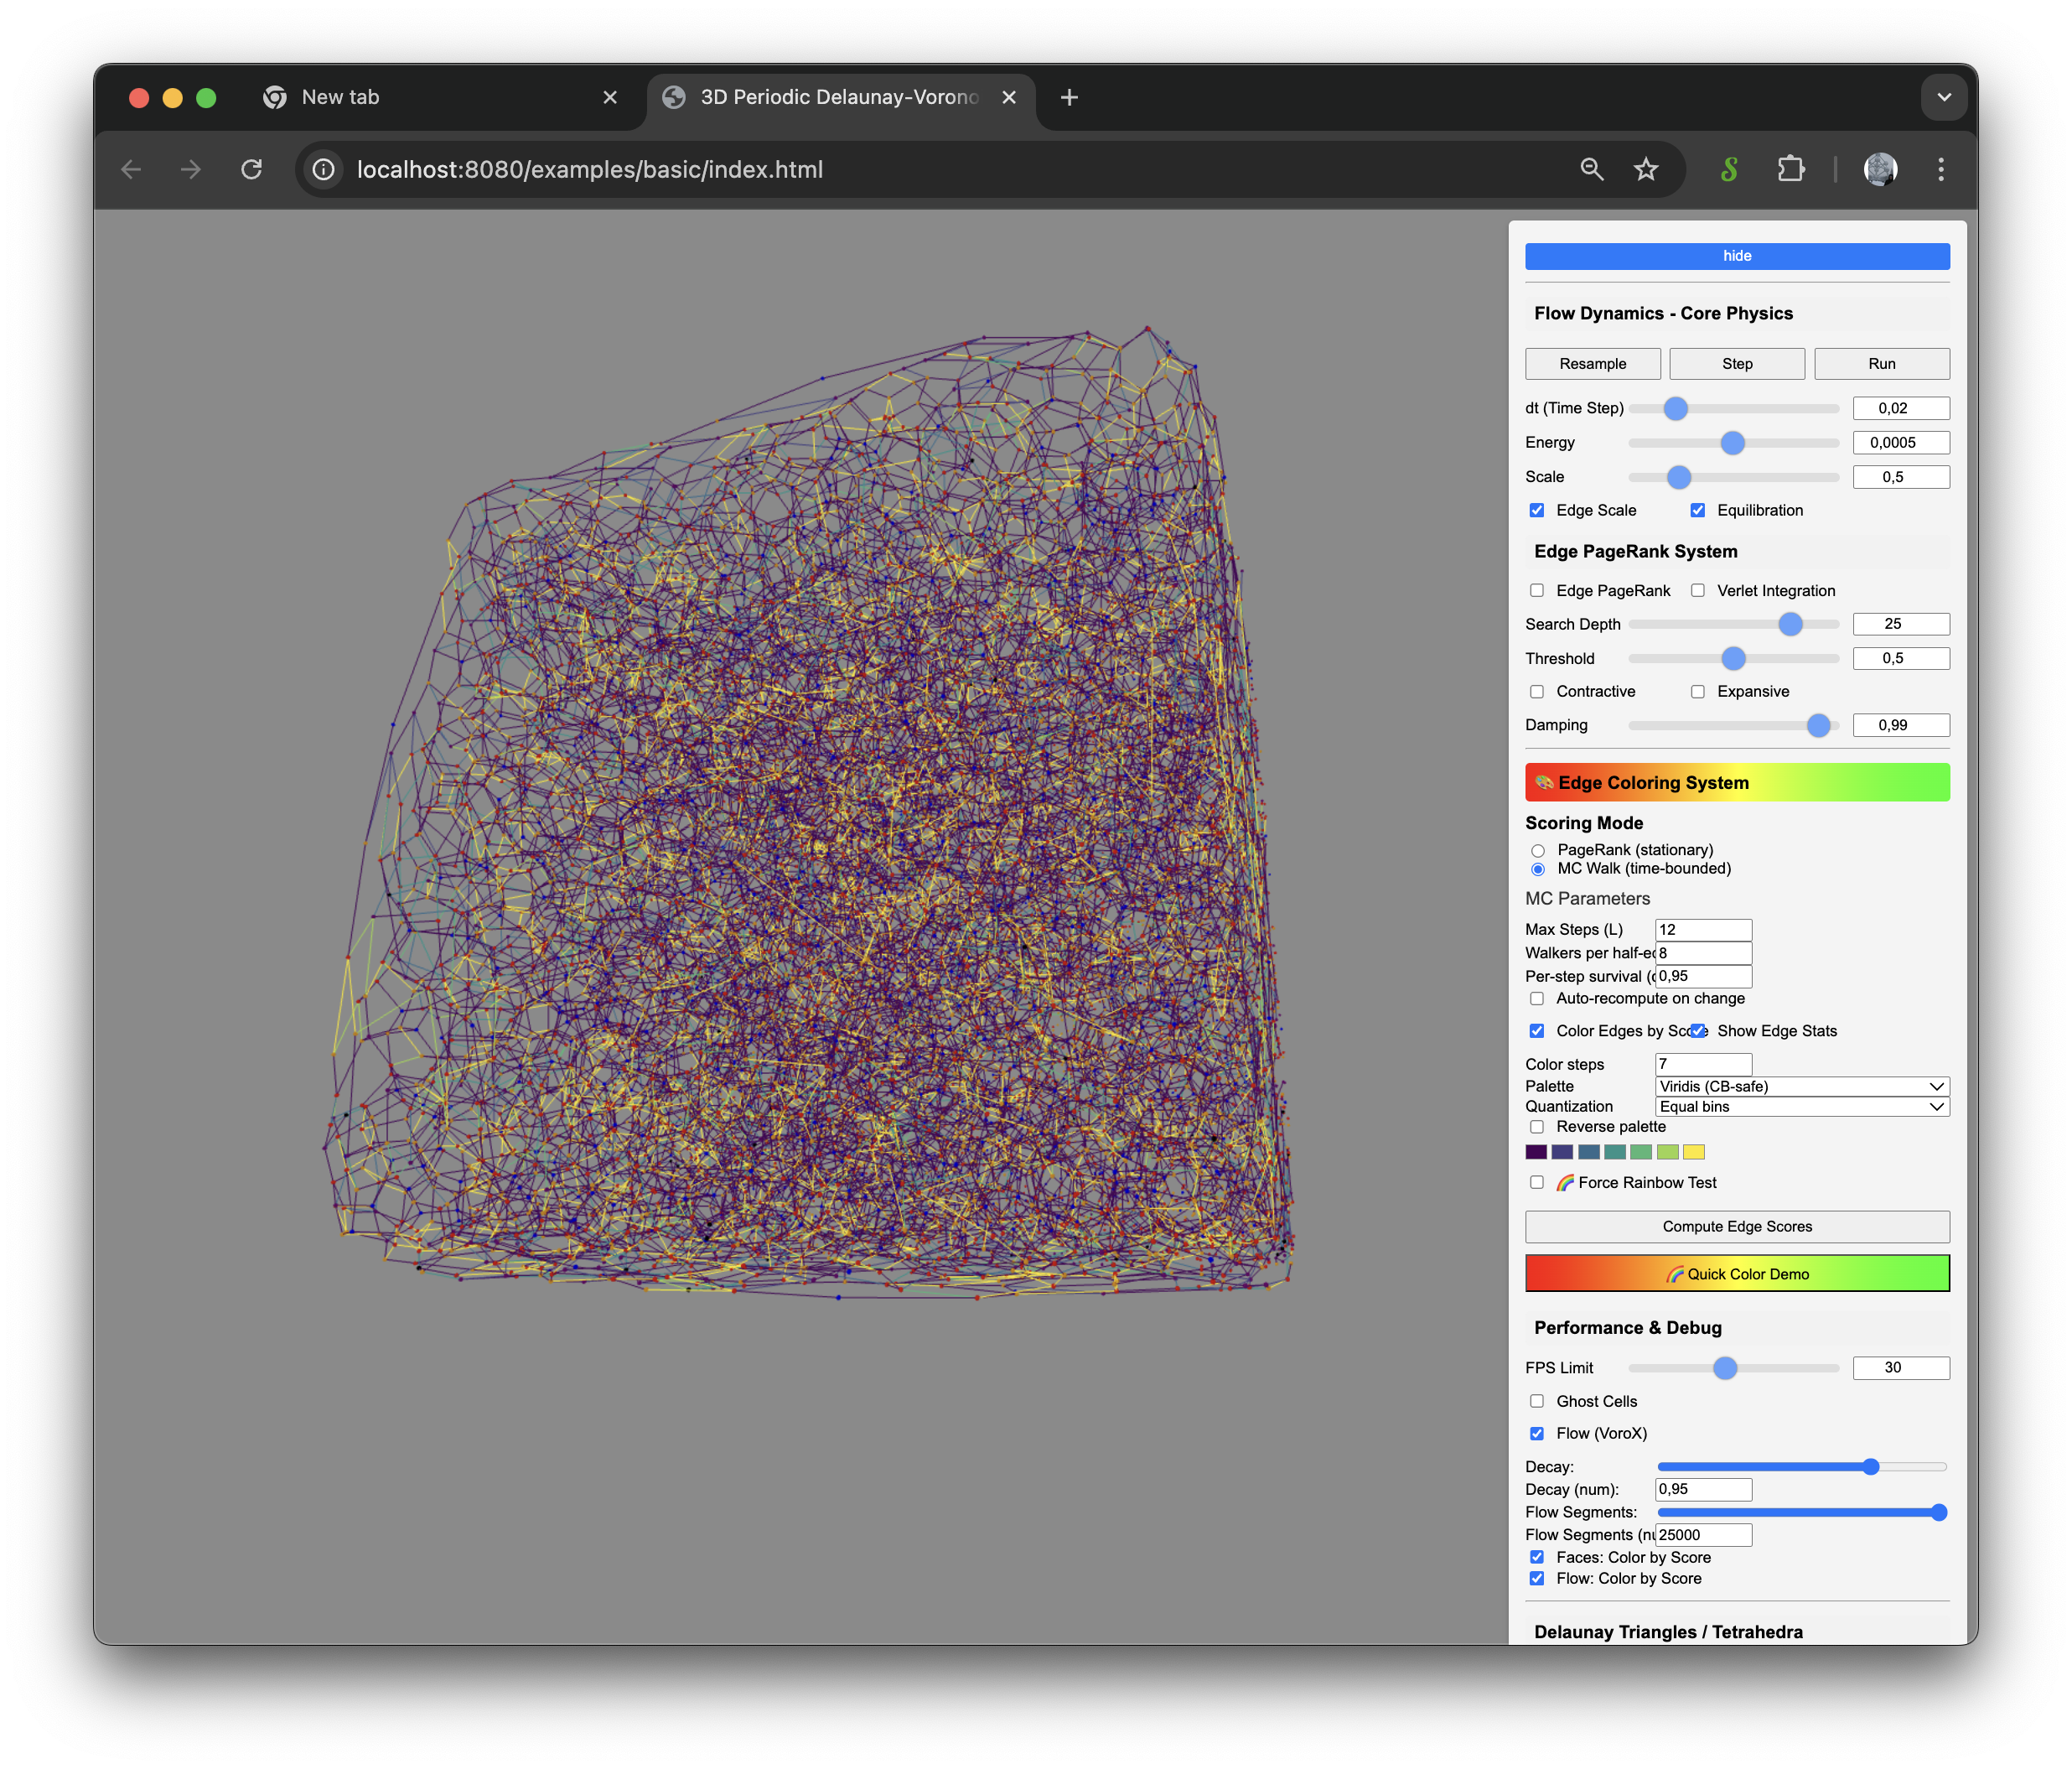 New tab
3D Periodic Delaunay-Vorono
localhost:8080/examples/basic/index.html
hide
Flow Dynamics - Core Physics
Resample Step Run
dt (Time Step) 0,02
Energy 0,0005
Scale 0,5
Edge Scale Equilibration
Edge PageRank System
Edge PageRank Verlet Integration
Search Depth 25
Threshold 0,5
Contractive Expansive
Damping 0,99
🎨 Edge Coloring System
Scoring Mode
PageRank (stationary)
MC Walk (time-bounded)
MC Parameters
Max Steps (L) 12
Walkers per half-e 8
Per-step survival ( 0,95
Auto-recompute on change
Color Edges by Score Show Edge Stats
Color steps 7
Palette Viridis (CB-safe)
Quantization Equal bins
Reverse palette
🌈 Force Rainbow Test
Compute Edge Scores
🌈 Quick Color Demo
Performance & Debug
FPS Limit 30
Ghost Cells
Flow (VoroX)
Decay:
Decay (num): 0,95
Flow Segments:
Flow Segments (nu 25000
Faces: Color by Score
Flow: Color by Score
Delaunay Triangles / Tetrahedra